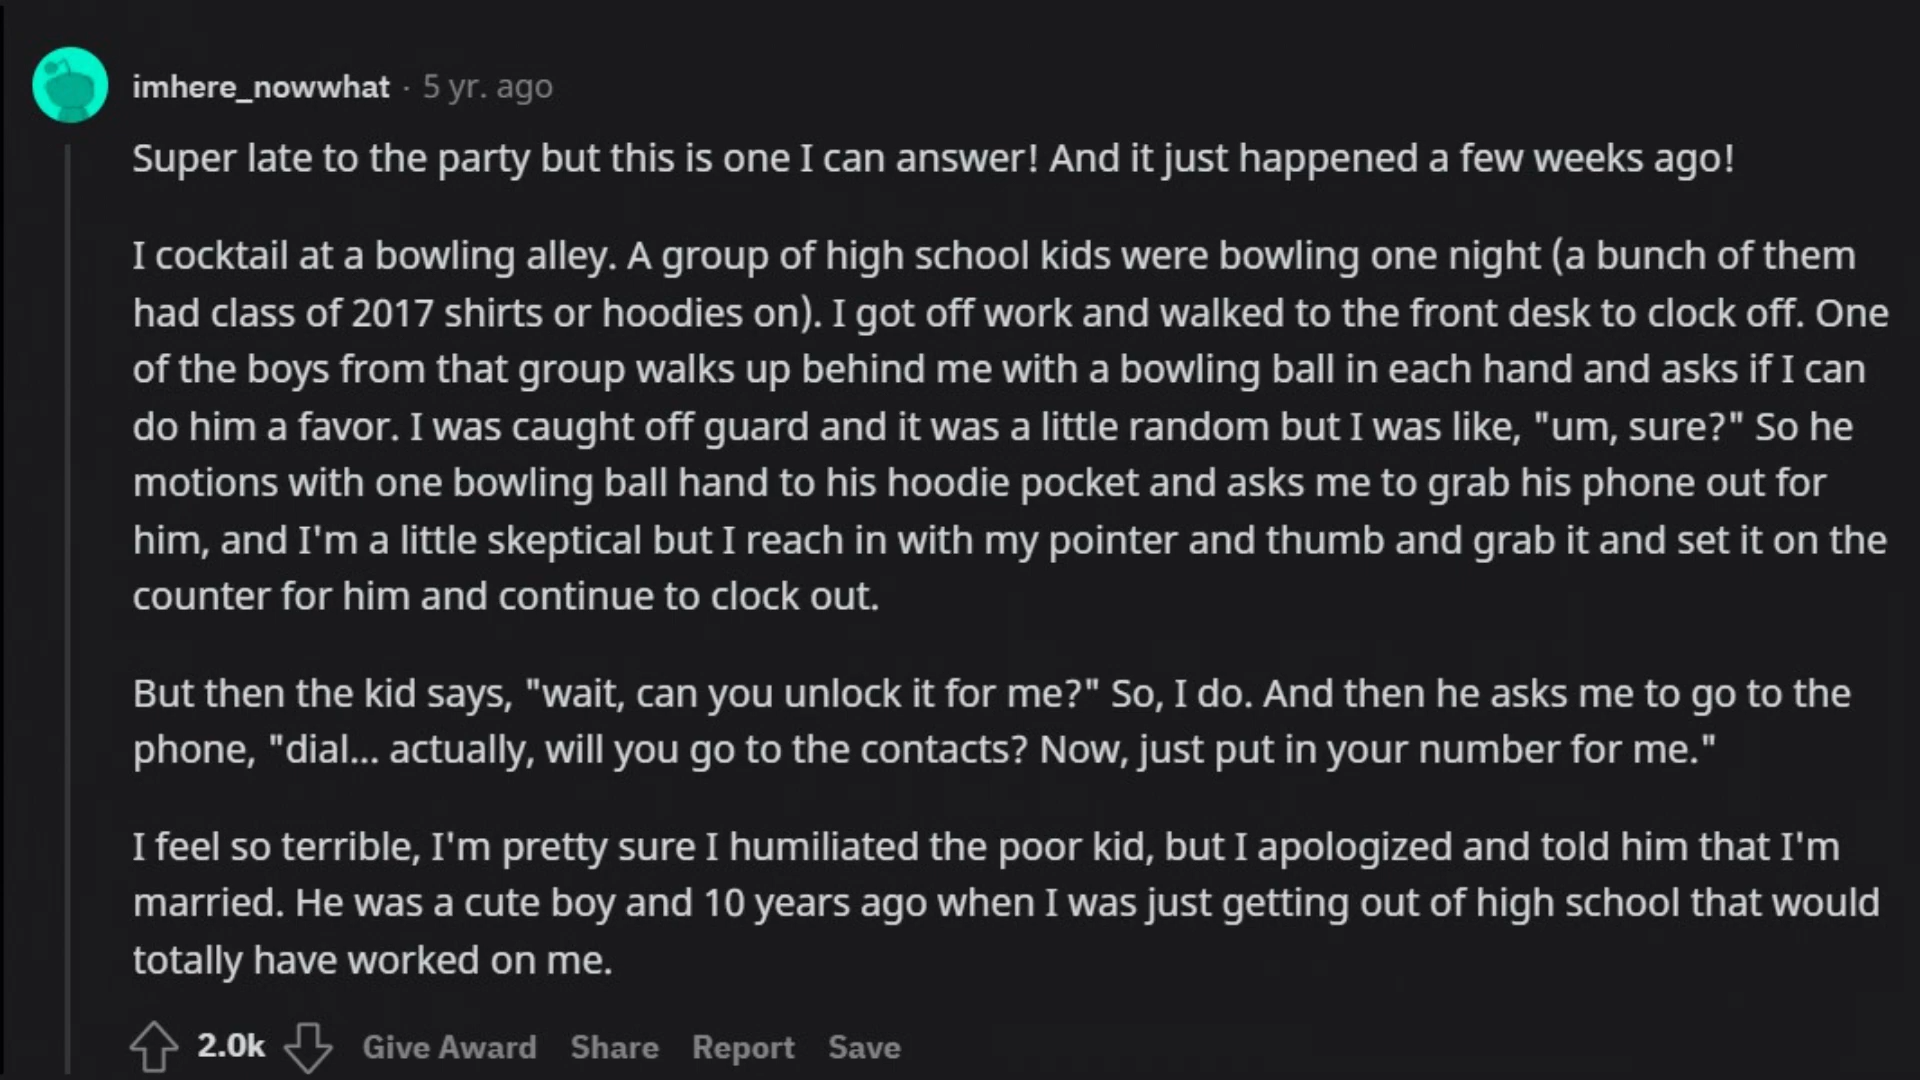 imhere_nowwhat · 5 yr. ago
Super late to the party but this is one I can answer! And it just happened a few weeks ago!
I cocktail at a bowling alley. A group of high school kids were bowling one night (a bunch of them
had class of 2017 shirts or hoodies on). I got off work and walked to the front desk to clock off. One
of the boys from that group walks up behind me with a bowling ball in each hand and asks if I can
do him a favor. I was caught off guard and it was a little random but I was like, "um, sure?" So he
motions with one bowling ball hand to his hoodie pocket and asks me to grab his phone out for
him, and I'm a little skeptical but I reach in with my pointer and thumb and grab it and set it on the
counter for him and continue to clock out.
But then the kid says, "wait, can you unlock it for me?" So, I do. And then he asks me to go to the
phone, "dial... actually, will you go to the contacts? Now, just put in your number for me."
I feel so terrible, I'm pretty sure I humiliated the poor kid, but I apologized and told him that I'm
married. He was a cute boy and 10 years ago when I was just getting out of high school that would
totally have worked on me.
2.0k Give Award Share Report Save